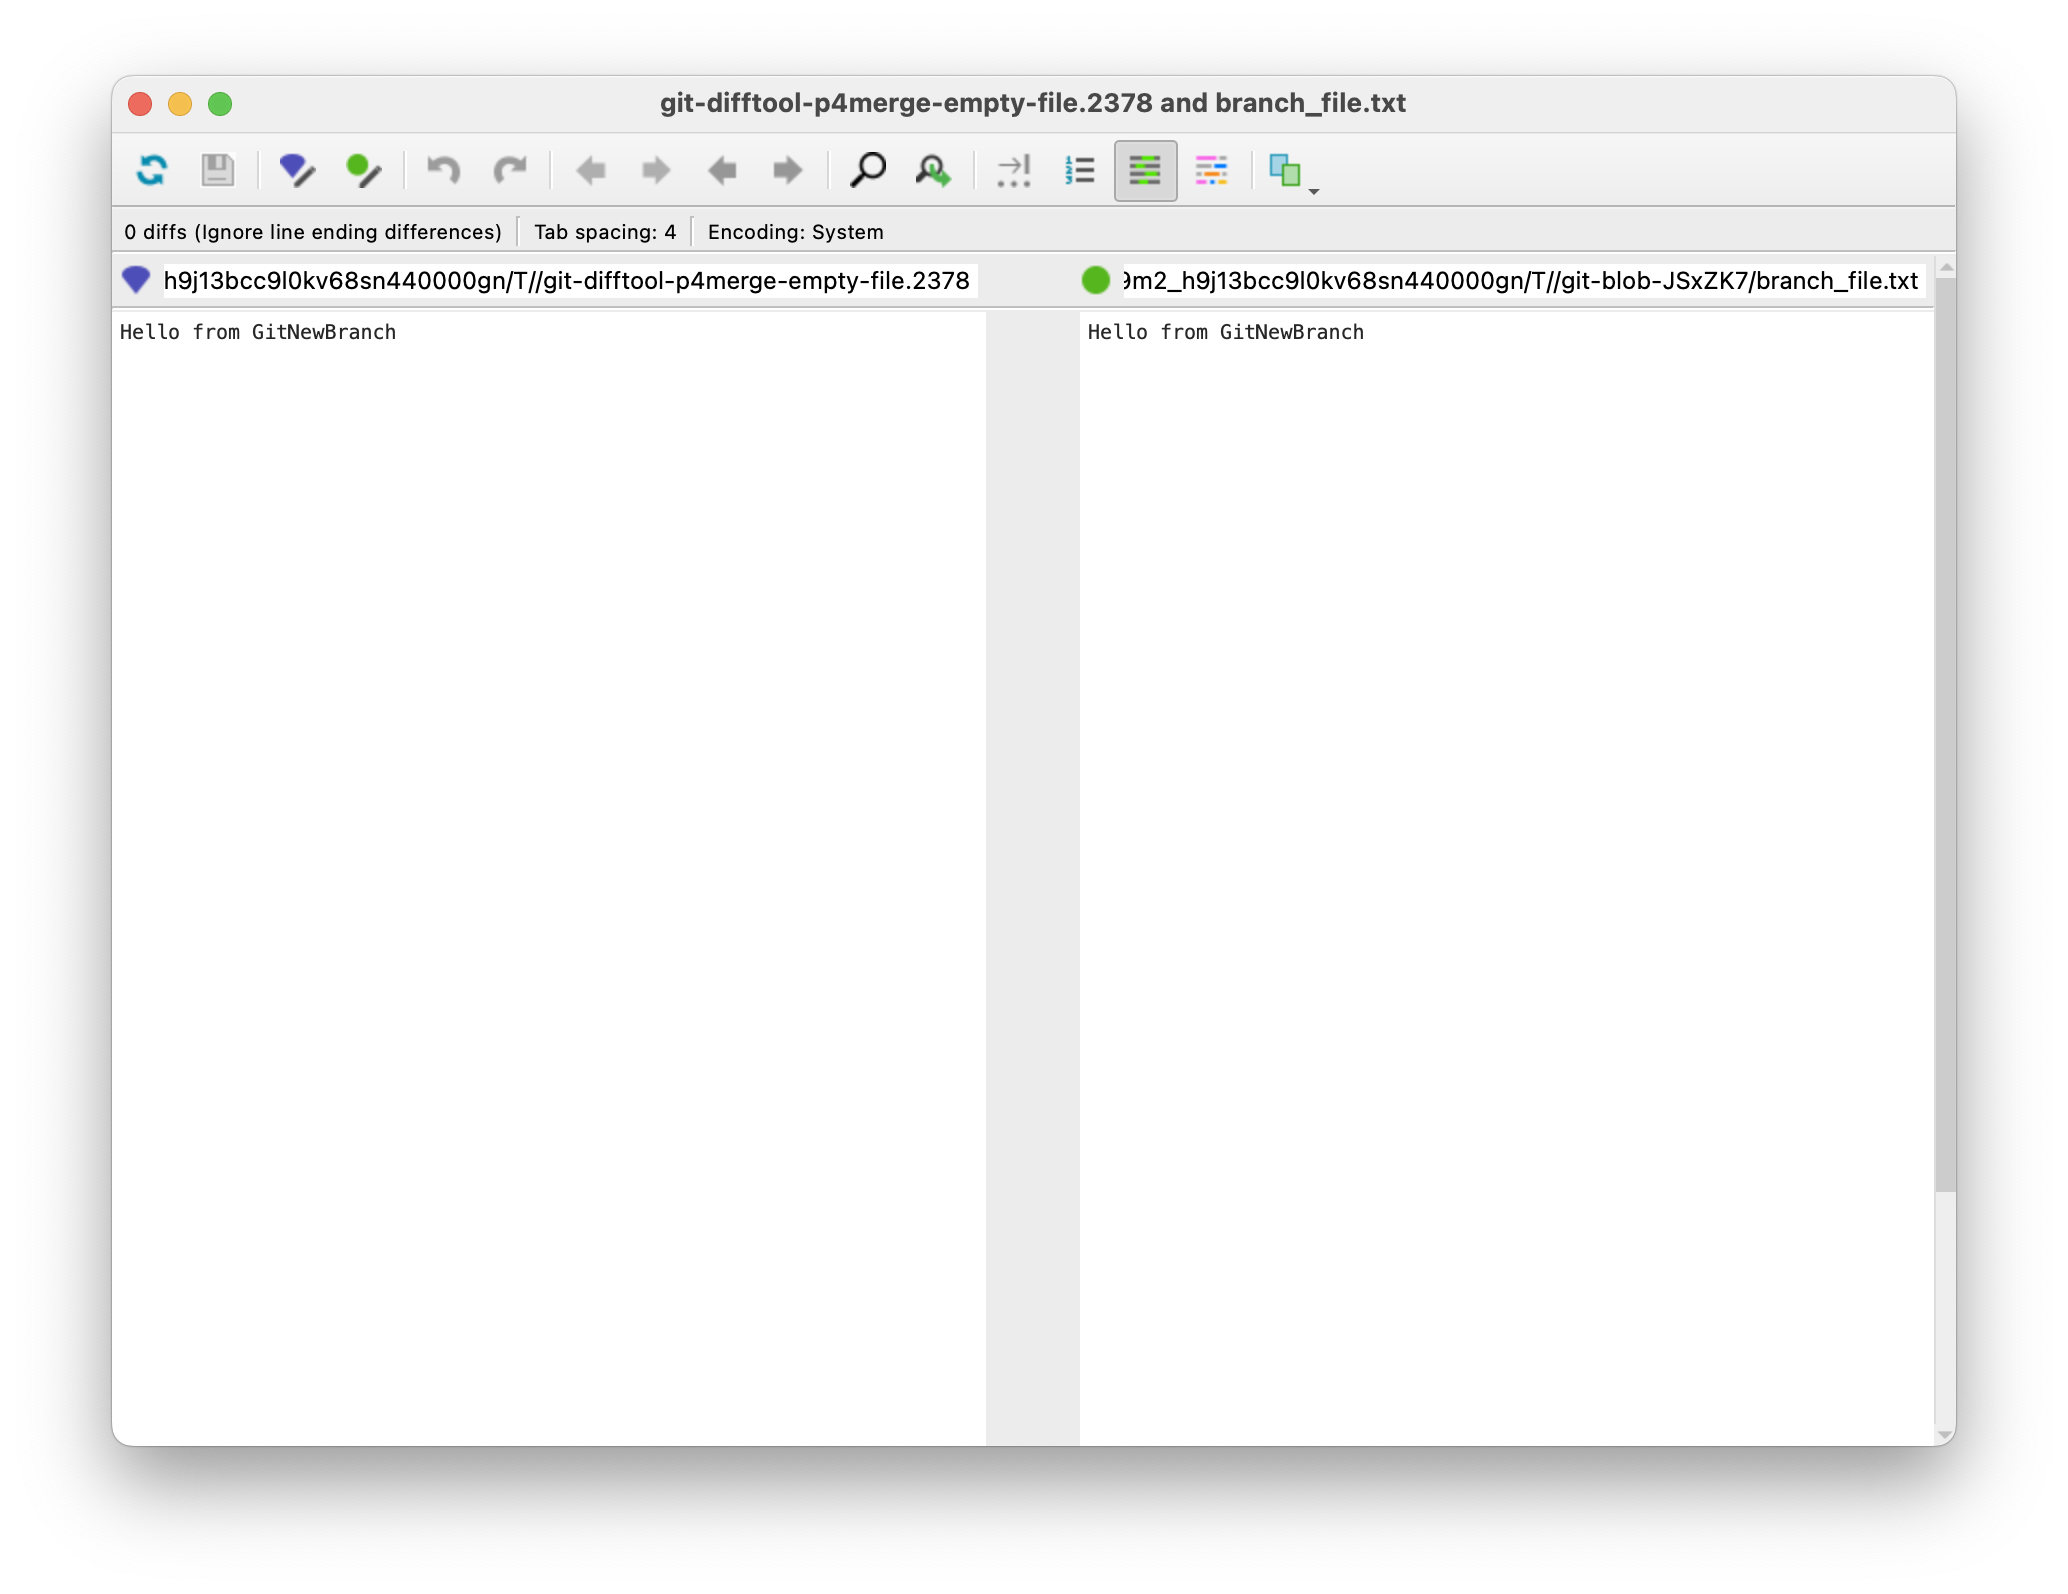 git-difftool-p4merge-empty-file.2378 and branch_file.txt
0 diffs (Ignore line ending differences) Tab spacing: 4 Encoding: System
h9j13bcc9l0kv68sn440000gn/T//git-difftool-p4merge-empty-file.2378
9m2_h9j13bcc9l0kv68sn440000gn/T//git-blob-JSxZK7/branch_file.txt
Hello from GitNewBranch
Hello from GitNewBranch